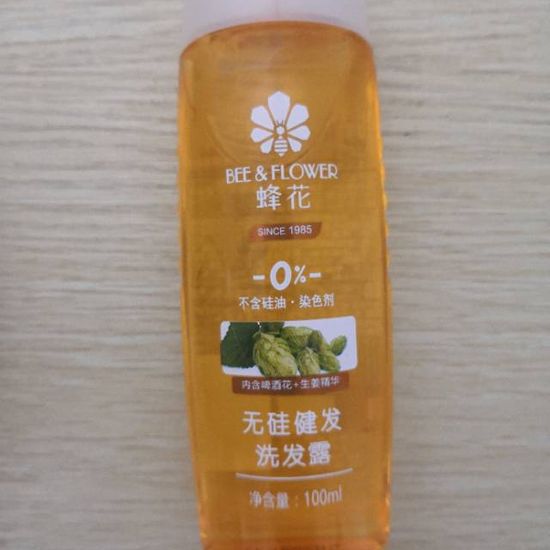 BEE & FLOWER
蜂花
SINCE 1985
-0%-
不含硅油·染色剂
内含啤酒花+生姜精华
无硅健发
洗发露
净含量：100ml